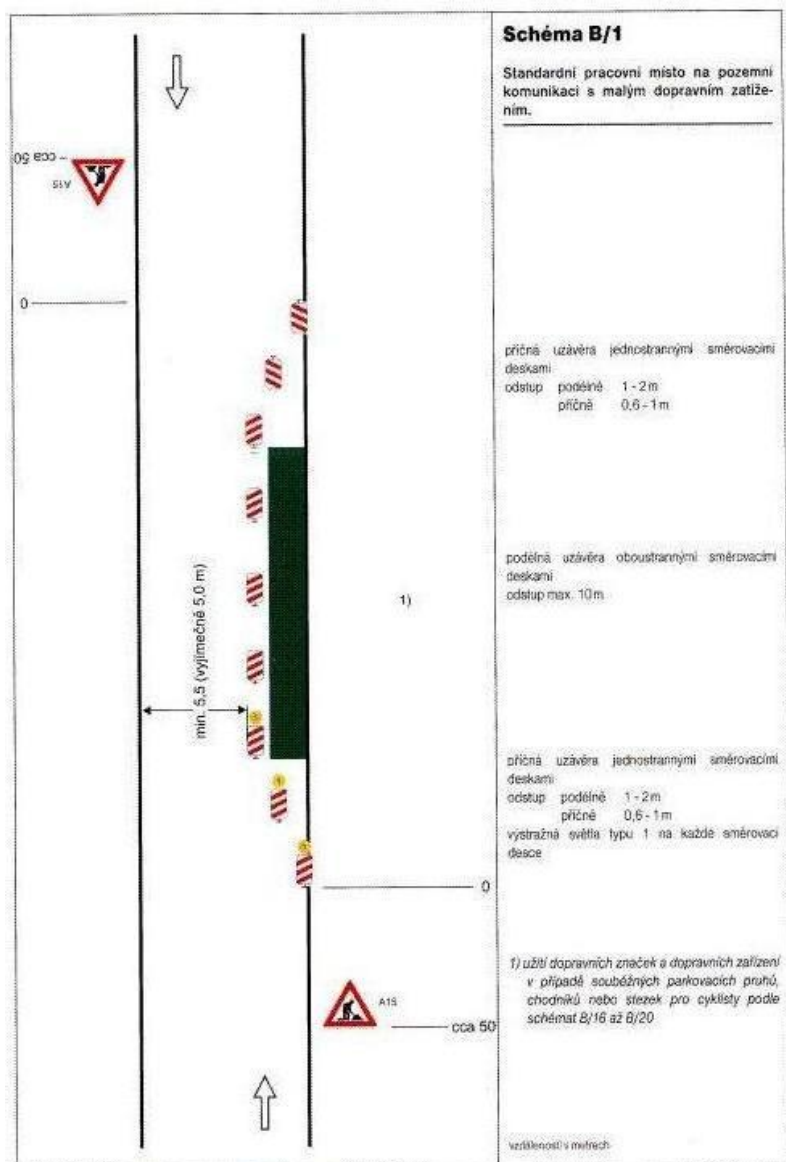 Schéma B/1
Standardní pracovní místo na pozemní
komunikaci s malým dopravním zatíže-
ním.
cca 50
A15
0
příčná uzávěra jednostrannými směrovacími
deskami
odstup podélně 1 - 2 m
příčně 0,6 - 1 m
podélná uzávěra oboustrannými směrovacími
deskami
odstup max. 10 m
min. 5,5 (vyjímečně 5,0 m)
1)
příčná uzávěra jednostrannými směrovacími
deskami
odstup podélně 1 - 2 m
příčně 0,6 - 1 m
výstražná světla typu 1 na každé směrovací
desce
0
1) užití dopravních značek a dopravních zařízení
v případě souběžných parkovacích pruhů,
chodníků nebo stezek pro cyklisty podle
schémat B/16 až B/20
A15
cca 50
vzdálenosti v metrech